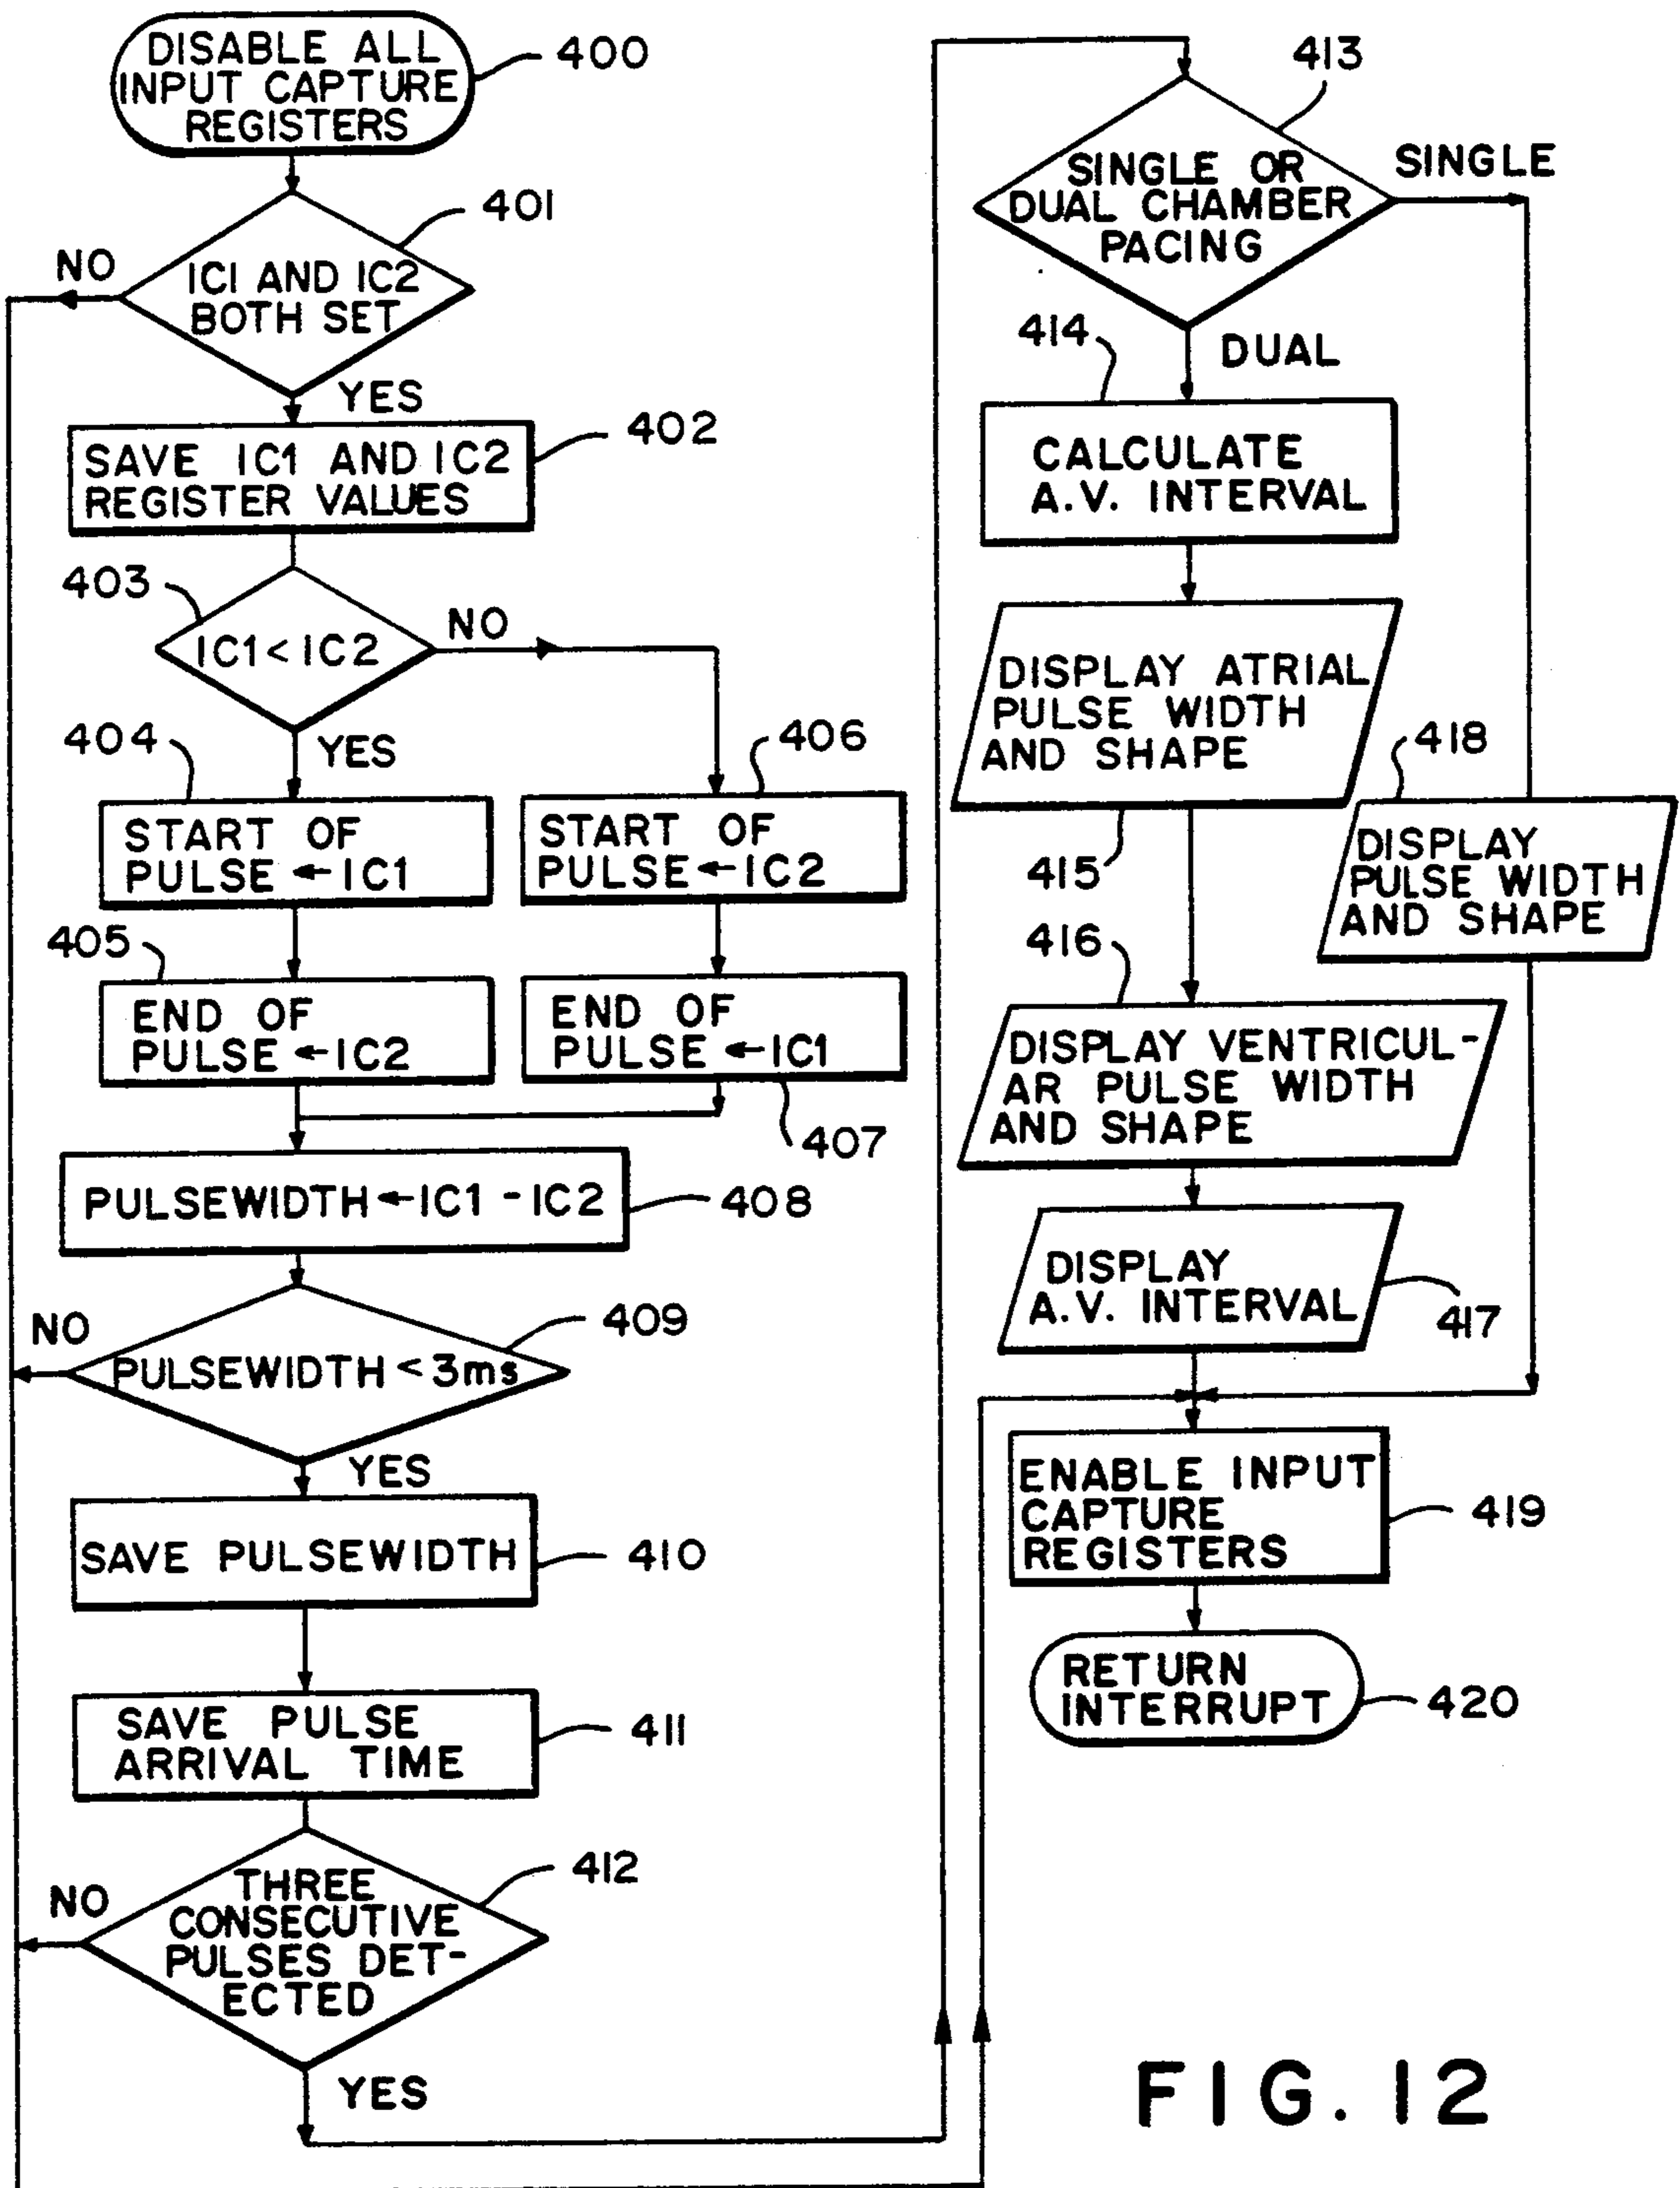 DISABLE ALL
INPUT CAPTURE
REGISTERS
400
401
NO
IC1 AND IC2
BOTH SET
YES
402
SAVE IC1 AND IC2
REGISTER VALUES
403
IC1 < IC2
NO
YES
404
START OF
PULSE ← IC1
406
START OF
PULSE ← IC2
405
END OF
PULSE ← IC2
END OF
PULSE ← IC1
407
PULSEWIDTH ← IC1 - IC2
408
NO
409
PULSEWIDTH < 3ms
YES
SAVE PULSEWIDTH
410
SAVE PULSE
ARRIVAL TIME
411
NO
412
THREE
CONSECUTIVE
PULSES DET-
ECTED
YES
413
SINGLE OR
DUAL CHAMBER
PACING
SINGLE
414
DUAL
CALCULATE
A.V. INTERVAL
DISPLAY ATRIAL
PULSE WIDTH
AND SHAPE
415
418
DISPLAY
PULSE WIDTH
AND SHAPE
416
DISPLAY VENTRICUL-
AR PULSE WIDTH
AND SHAPE
DISPLAY
A.V. INTERVAL
417
ENABLE INPUT
CAPTURE
REGISTERS
419
RETURN
INTERRUPT
420
FIG. 12